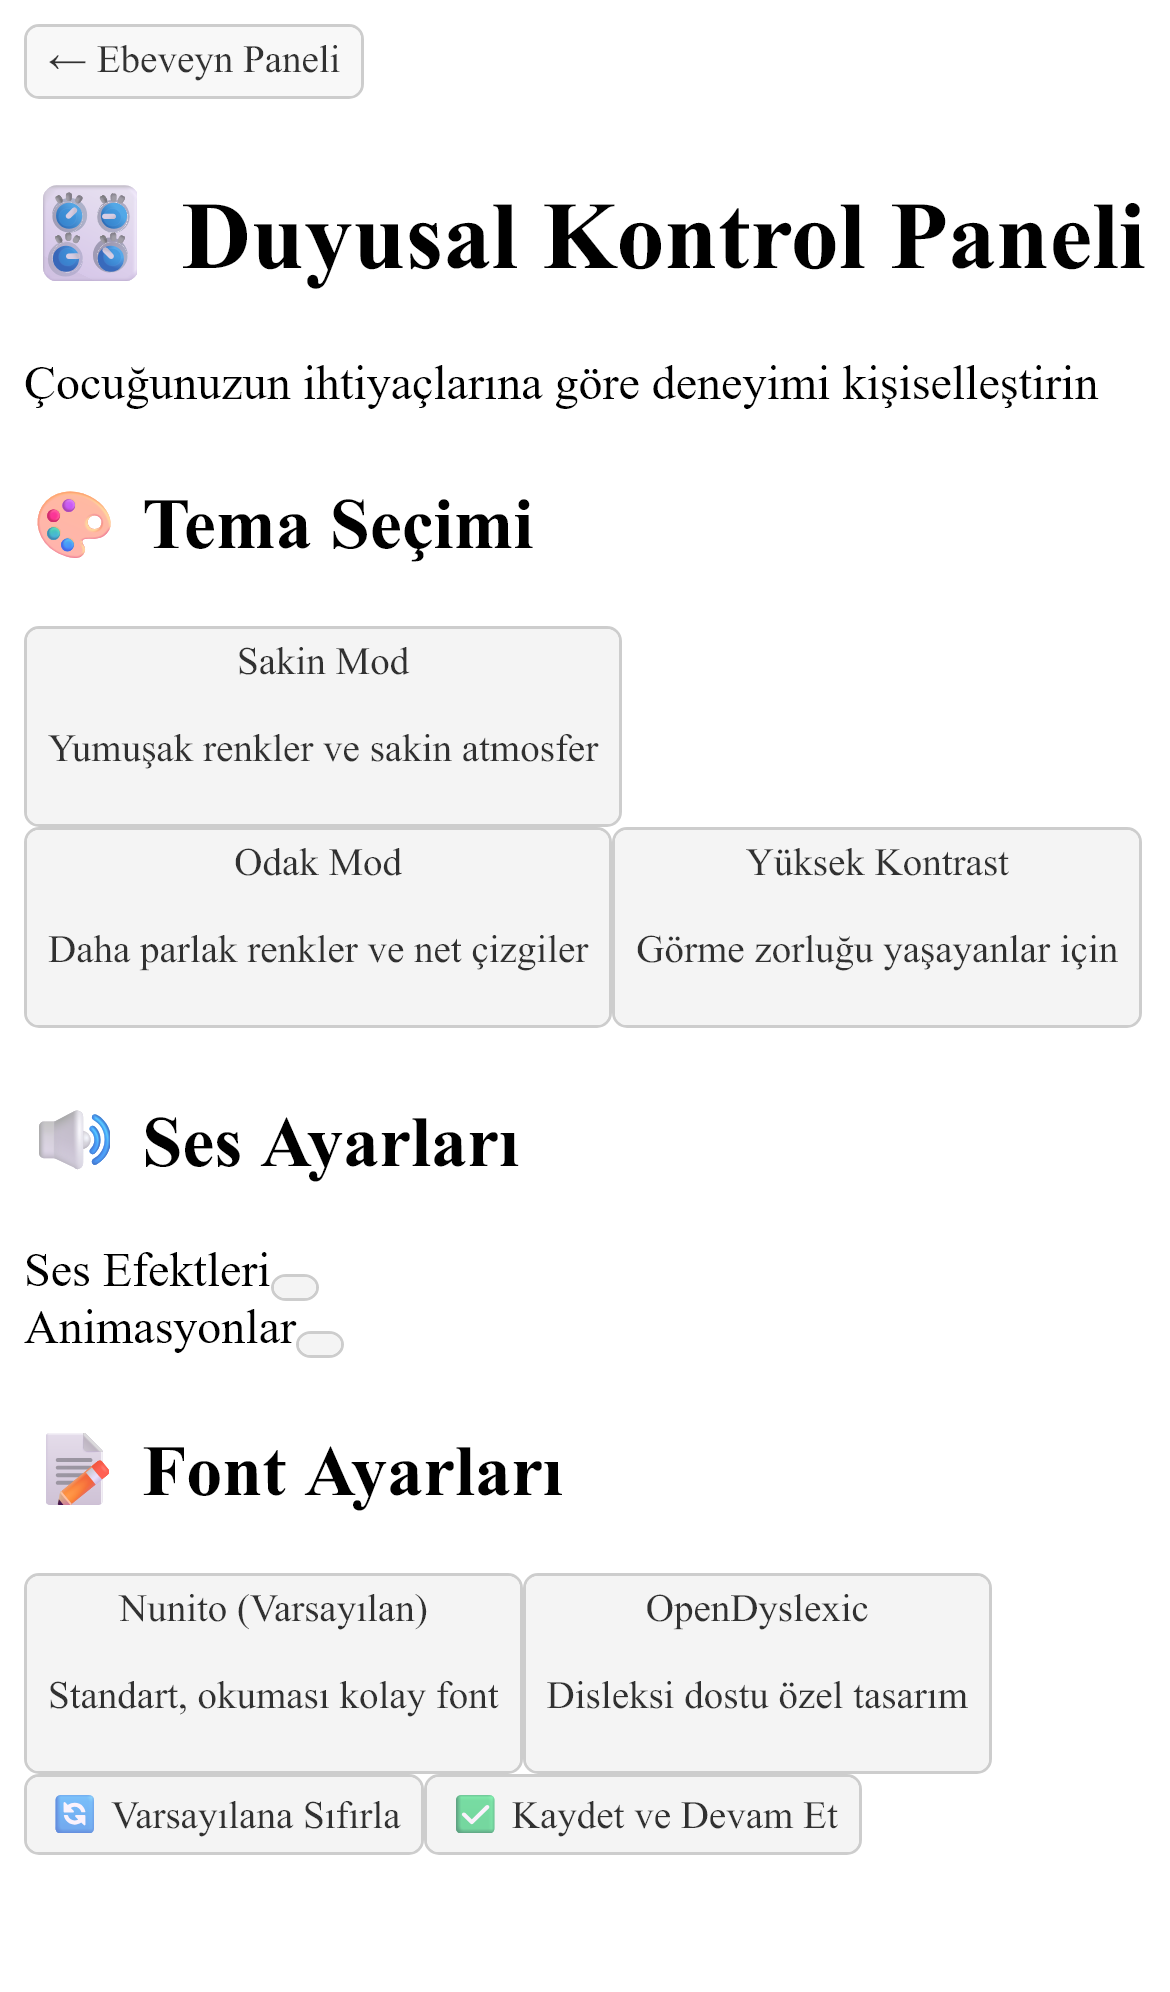 ← Ebeveyn Paneli
🎛️ Duyusal Kontrol Paneli
Çocuğunuzun ihtiyaçlarına göre deneyimi kişiselleştirin
🎨 Tema Seçimi
Sakin Mod
Yumuşak renkler ve sakin atmosfer
Odak Mod
Daha parlak renkler ve net çizgiler
Yüksek Kontrast
Görme zorluğu yaşayanlar için
🔊 Ses Ayarları
Ses Efektleri
Animasyonlar
📝 Font Ayarları
Nunito (Varsayılan)
Standart, okuması kolay font
OpenDyslexic
Disleksi dostu özel tasarım
🔄 Varsayılana Sıfırla
✅ Kaydet ve Devam Et